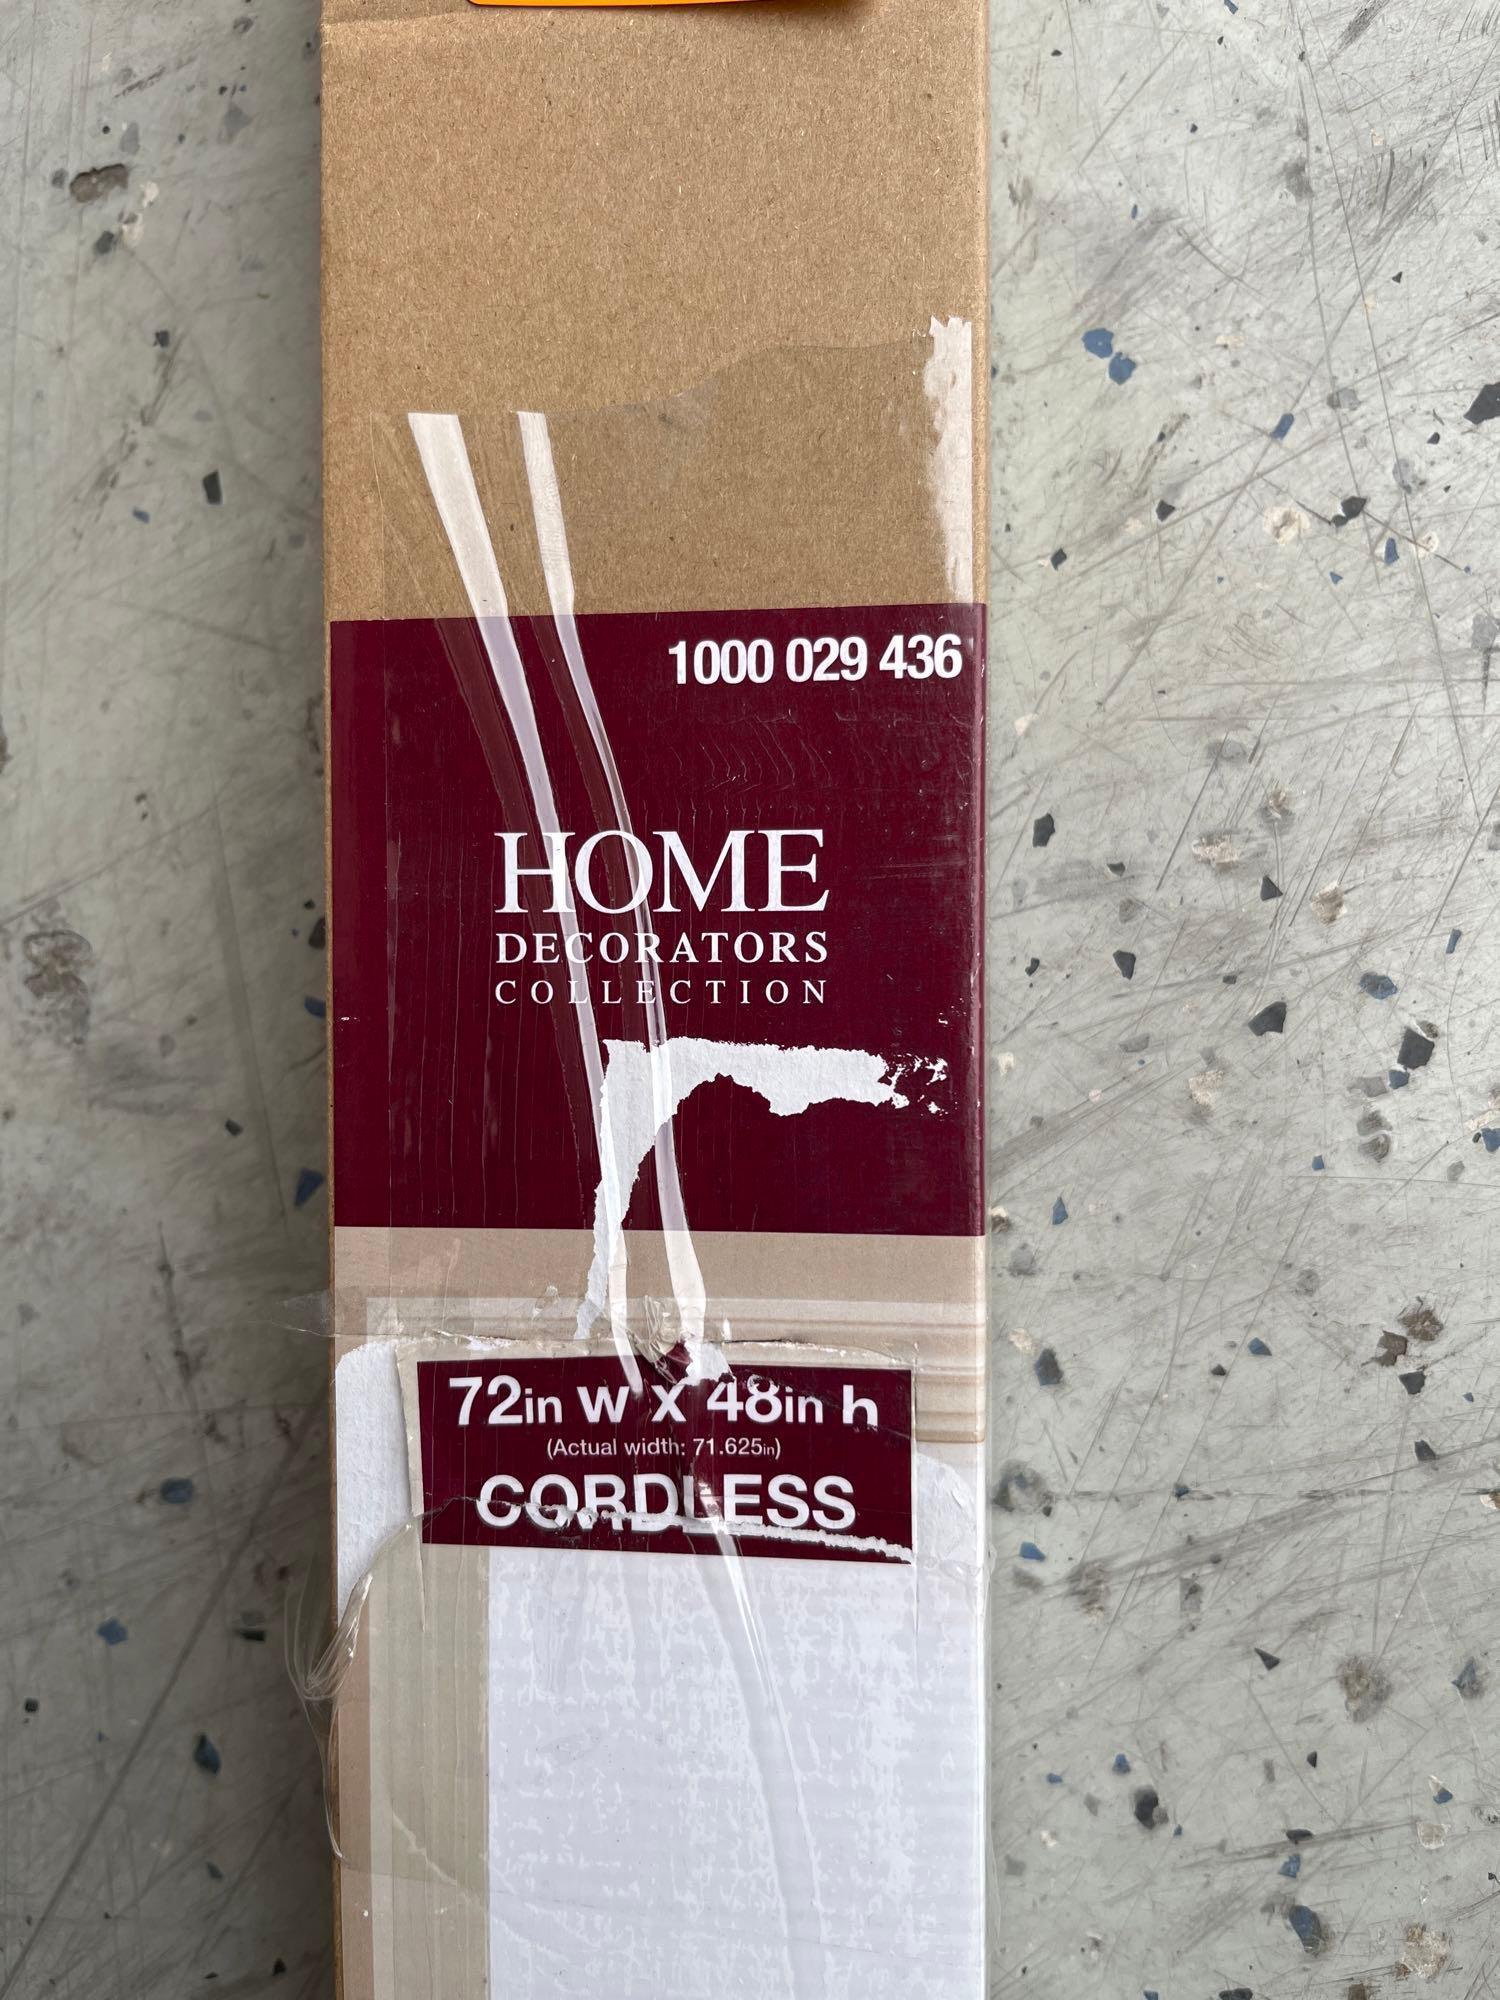 1000 029 436
HOME
DECORATORS
COLLECTION
72in w X 48in h
(Actual width: 71.625in)
CORDLESS